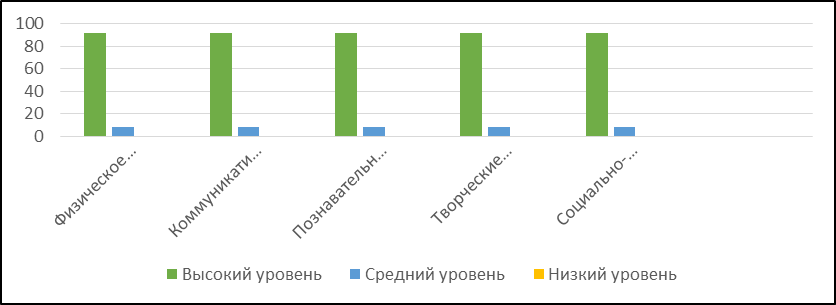 100
80
60
40
20
0
Физическое...
Коммуникати...
Познавательн...
Творческие...
Социально-...
Высокий уровень Средний уровень Низкий уровень